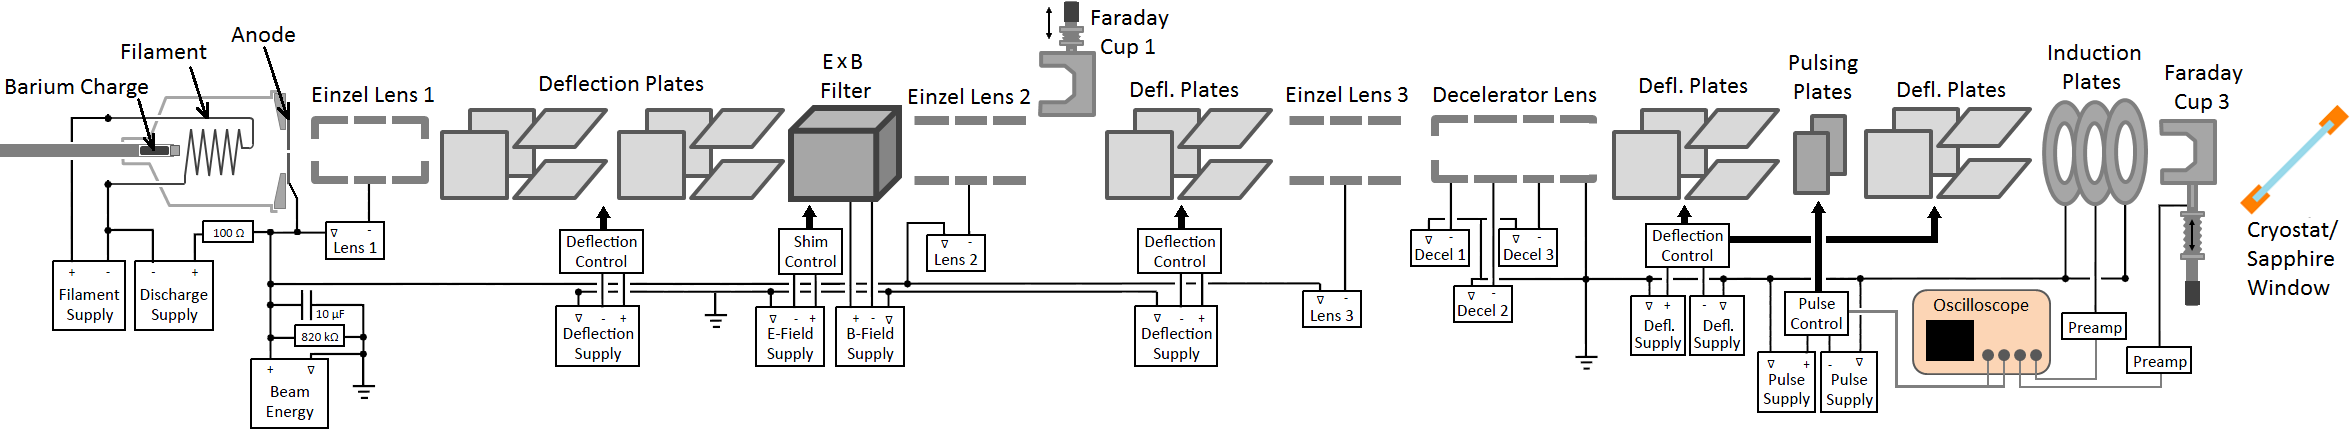 Barium Charge
Filament
Anode
Einzel Lens 1
Deflection Plates
E x B
Filter
Einzel Lens 2
Faraday
Cup 1
Defl. Plates
Einzel Lens 3
Decelerator Lens
Defl. Plates
Pulsing
Plates
Defl. Plates
Induction
Plates
Faraday
Cup 3
Cryostat/
Sapphire
Window
100 Ω
∇ -
Lens 1
+ -
Filament
Supply
- +
Discharge
Supply
10 µF
820 kΩ
+ ∇
Beam
Energy
Deflection
Control
∇ - +
Deflection
Supply
Shim
Control
∇ - +
E-Field
Supply
+ - ∇
B-Field
Supply
∇ -
Lens 2
Deflection
Control
∇ - +
Deflection
Supply
∇ -
Lens 3
∇ -
Decel 1
∇ -
Decel 2
∇ -
Decel 3
Deflection
Control
∇ +
Defl.
Supply
- ∇
Defl.
Supply
Pulse
Control
∇ +
Pulse
Supply
- ∇
Pulse
Supply
Oscilloscope
Preamp
Preamp